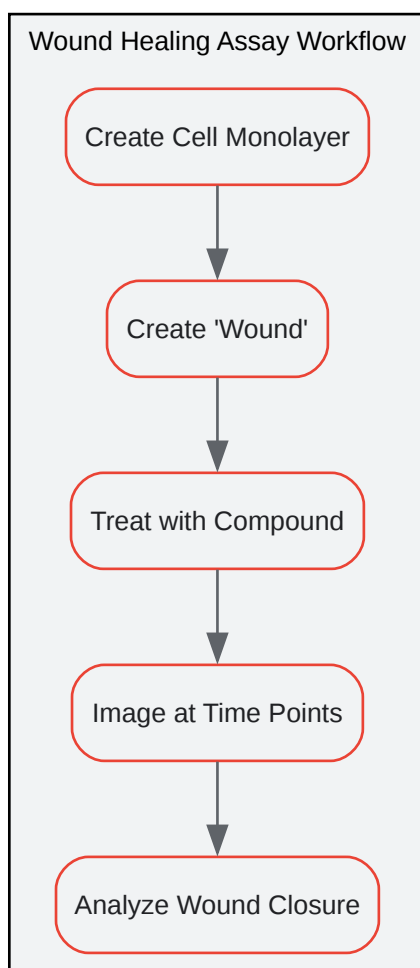 Wound Healing Assay Workflow
Create Cell Monolayer
Create 'Wound'
Treat with Compound
Image at Time Points
Analyze Wound Closure